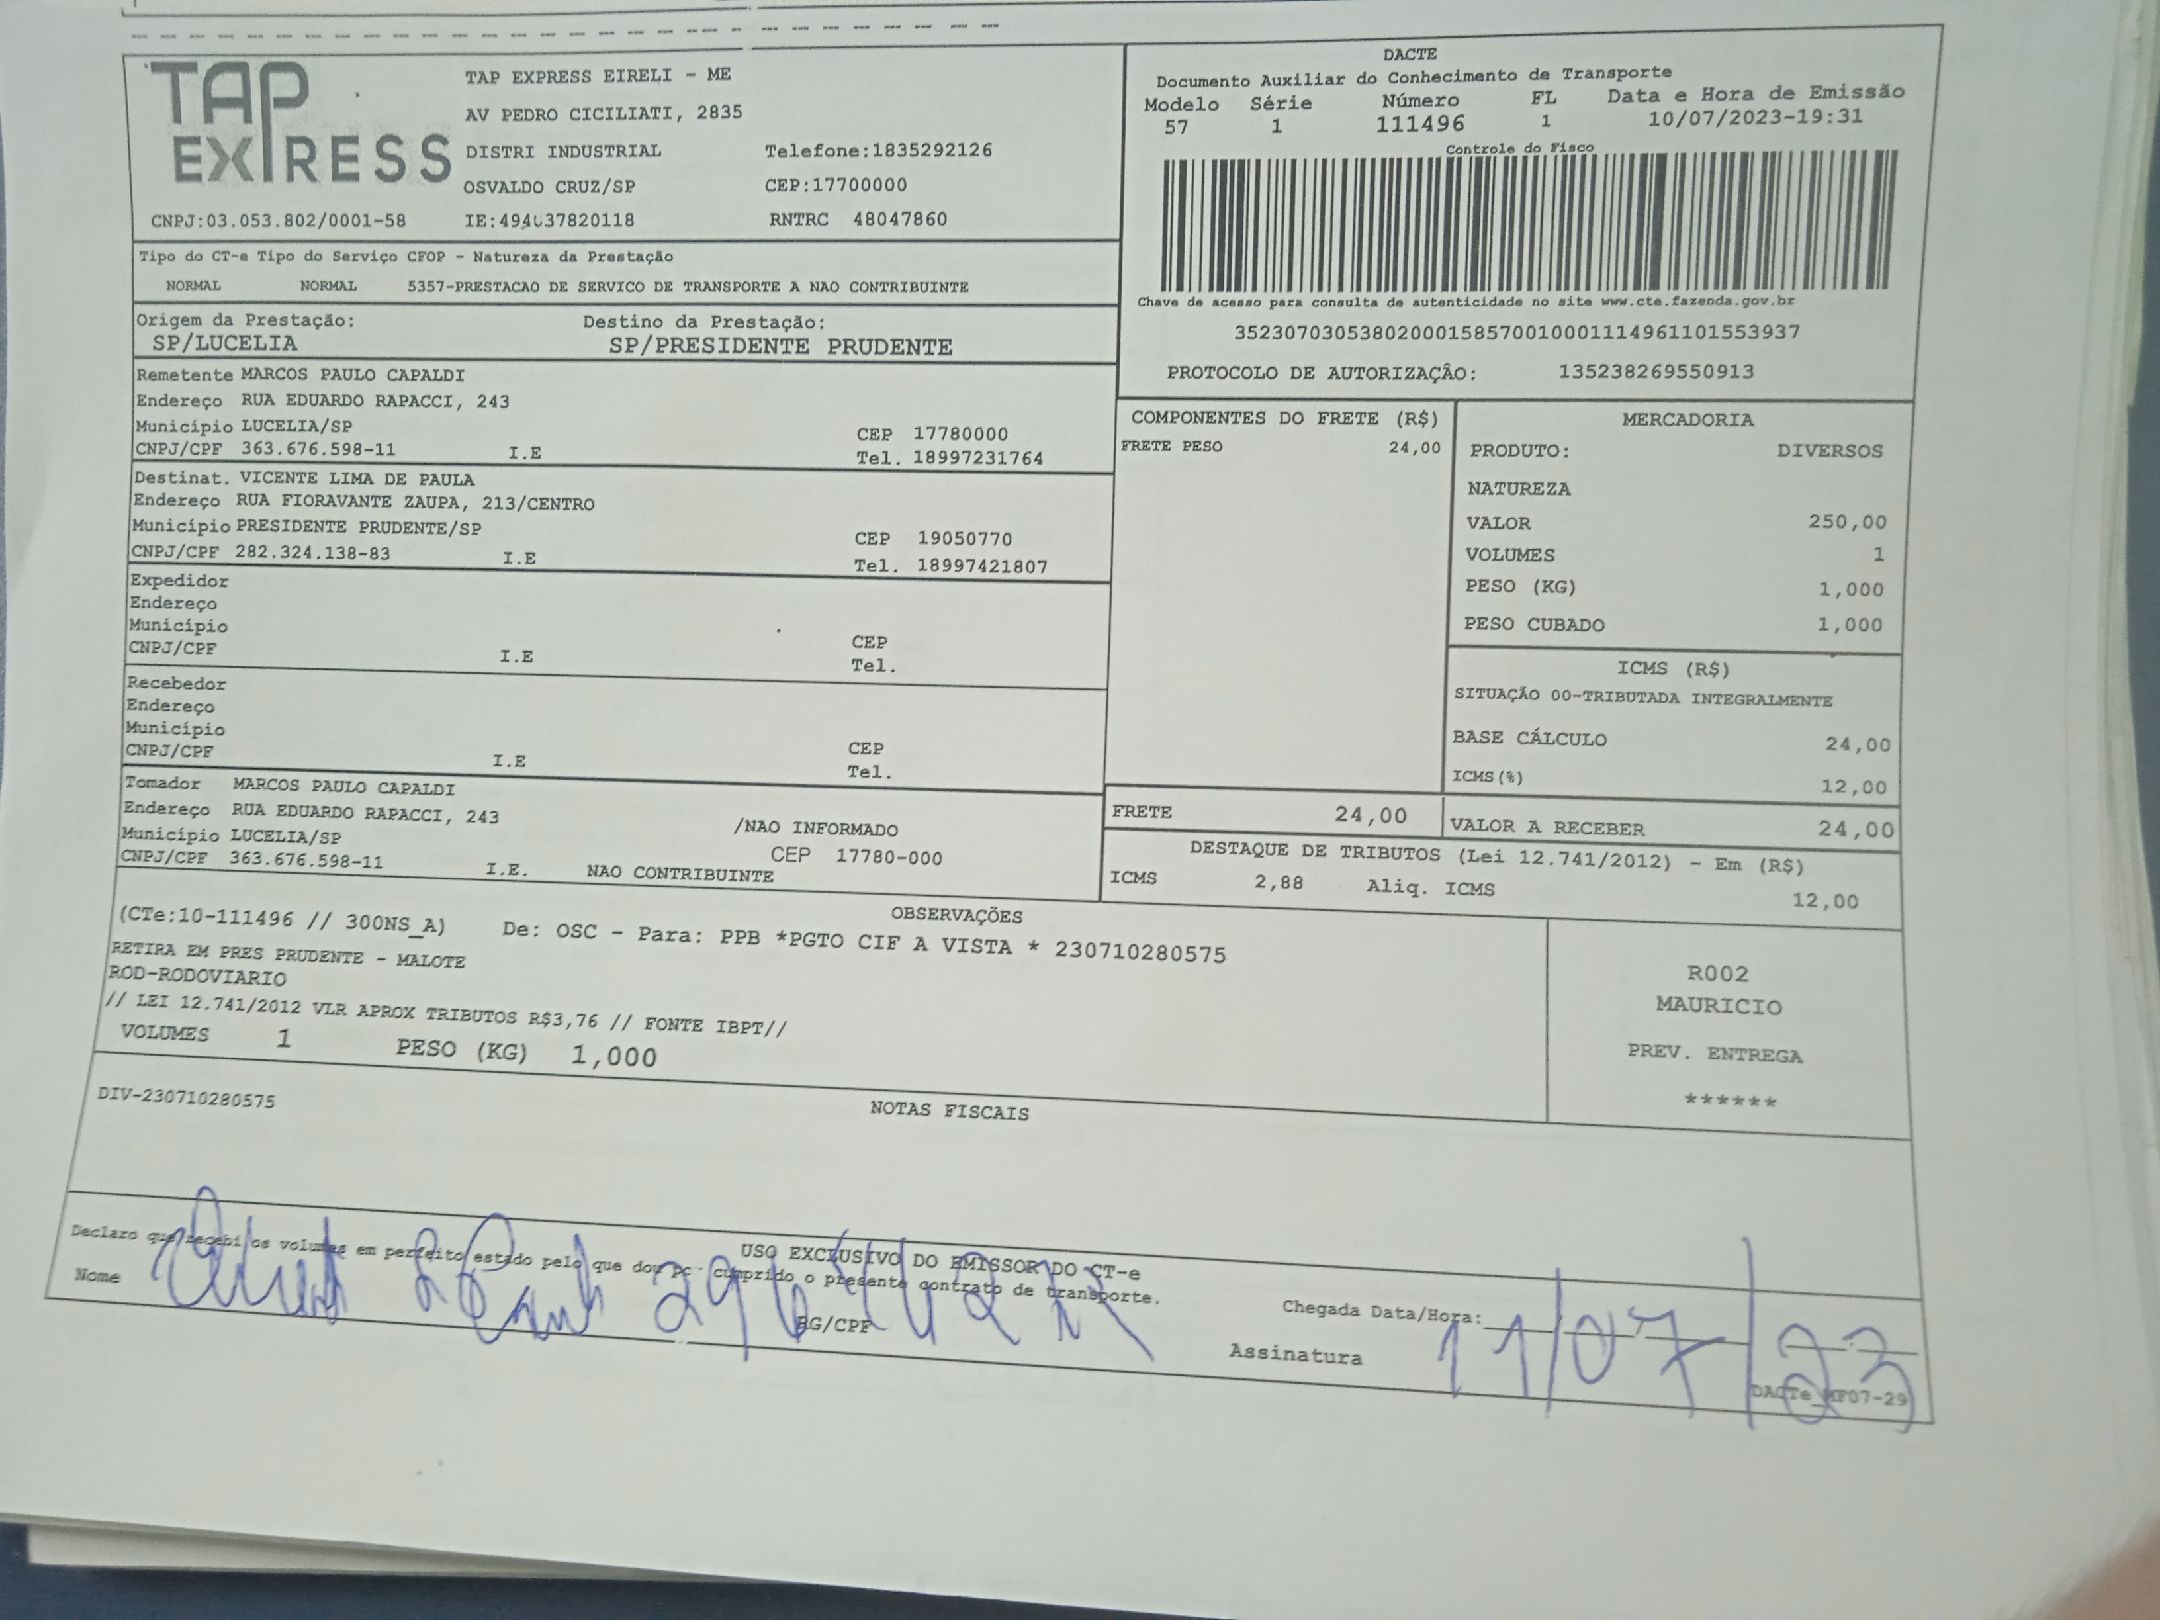 TAP
EXPRESS
TAP EXPRESS EIRELI - ME
AV PEDRO CICILIATI, 2835
DISTRI INDUSTRIAL Telefone:1835292126
OSVALDO CRUZ/SP CEP:17700000
CNPJ:03.053.802/0001-58 IE:494037820118 RNTRC 48047860
DACTE
Documento Auxiliar do Conhecimento de Transporte
Modelo Série Número FL Data e Hora de Emissão
57 1 111496 1 10/07/2023-19:31
Controle do Fisco
Chave de acesso para consulta de autenticidade no site www.cte.fazenda.gov.br
35230703053802000158570010001114961101553937
PROTOCOLO DE AUTORIZAÇÂO: 135238269550913
Tipo do CT-e Tipo do Serviço CFOP - Natureza da Prestação
NORMAL NORMAL 5357-PRESTACAO DE SERVICO DE TRANSPORTE A NAO CONTRIBUINTE
Origem da Prestação: Destino da Prestação:
SP/LUCELIA SP/PRESIDENTE PRUDENTE
Remetente MARCOS PAULO CAPALDI
Endereço RUA EDUARDO RAPACCI, 243
Município LUCELIA/SP CEP 17780000
CNPJ/CPF 363.676.598-11 I.E Tel. 18997231764
Destinat. VICENTE LIMA DE PAULA
Endereço RUA FIORAVANTE ZAUPA, 213/CENTRO
Município PRESIDENTE PRUDENTE/SP CEP 19050770
CNPJ/CPF 282.324.138-83 I.E Tel. 18997421807
Expedidor
Endereço
Município CEP
CNPJ/CPF I.E Tel.
Recebedor
Endereço
Município CEP
CNPJ/CPF I.E Tel.
Tomador MARCOS PAULO CAPALDI
Endereço RUA EDUARDO RAPACCI, 243 /NAO INFORMADO
Município LUCELIA/SP CEP 17780-000
CNPJ/CPF 363.676.598-11 I.E. NAO CONTRIBUINTE
COMPONENTES DO FRETE (R$)
FRETE PESO 24,00
MERCADORIA
PRODUTO: DIVERSOS
NATUREZA
VALOR 250,00
VOLUMES 1
PESO (KG) 1,000
PESO CUBADO 1,000
ICMS (R$)
SITUAÇÃO 00-TRIBUTADA INTEGRALMENTE
BASE CÁLCULO 24,00
ICMS(%) 12,00
FRETE 24,00 VALOR A RECEBER 24,00
DESTAQUE DE TRIBUTOS (Lei 12.741/2012) - Em (R$)
ICMS 2,88 Aliq. ICMS 12,00
OBSERVAÇÕES
(CTe:10-111496 // 300NS_A) De: OSC - Para: PPB *PGTO CIF A VISTA * 230710280575
RETIRA EM PRES PRUDENTE - MALOTE
ROD-RODOVIARIO
// LEI 12.741/2012 VLR APROX TRIBUTOS R$3,76 // FONTE IBPT//
VOLUMES 1 PESO (KG) 1,000
R002
MAURICIO
PREV. ENTREGA
******
NOTAS FISCAIS
DIV-230710280575
USO EXCLUSIVO DO EMISSOR DO CT-e
Declaro que recebi os volumes em perfeito estado pelo que dou por cumprido o presente contrato de transporte.
Nome RG/CPF
Chegada Data/Hora:
Assinatura 11/07/23
DACTe_MF07-29